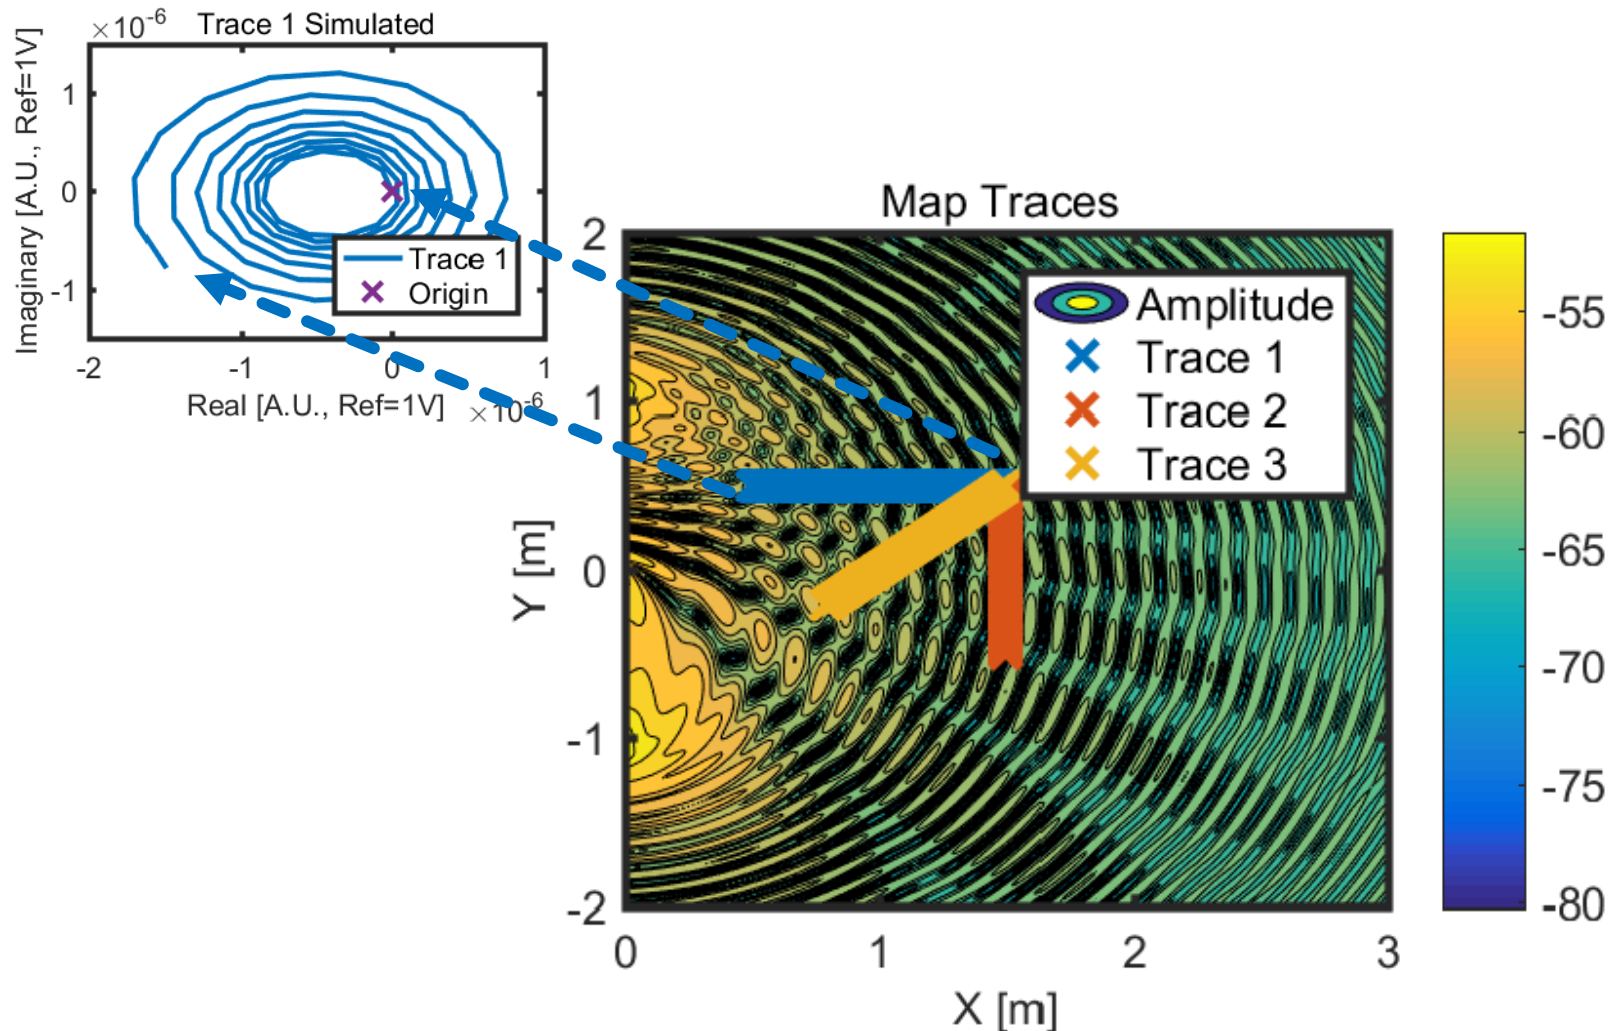 ×10⁻⁶ Trace 1 Simulated
Imaginary [A.U., Ref=1V]
1
0
-1
Trace 1
Origin
-2 -1 0 1
Real [A.U., Ref=1V] ×10⁻⁶
Map Traces
2
1
0
-1
-2
Y [m]
Amplitude
Trace 1
Trace 2
Trace 3
0 1 2 3
X [m]
-55
-60
-65
-70
-75
-80